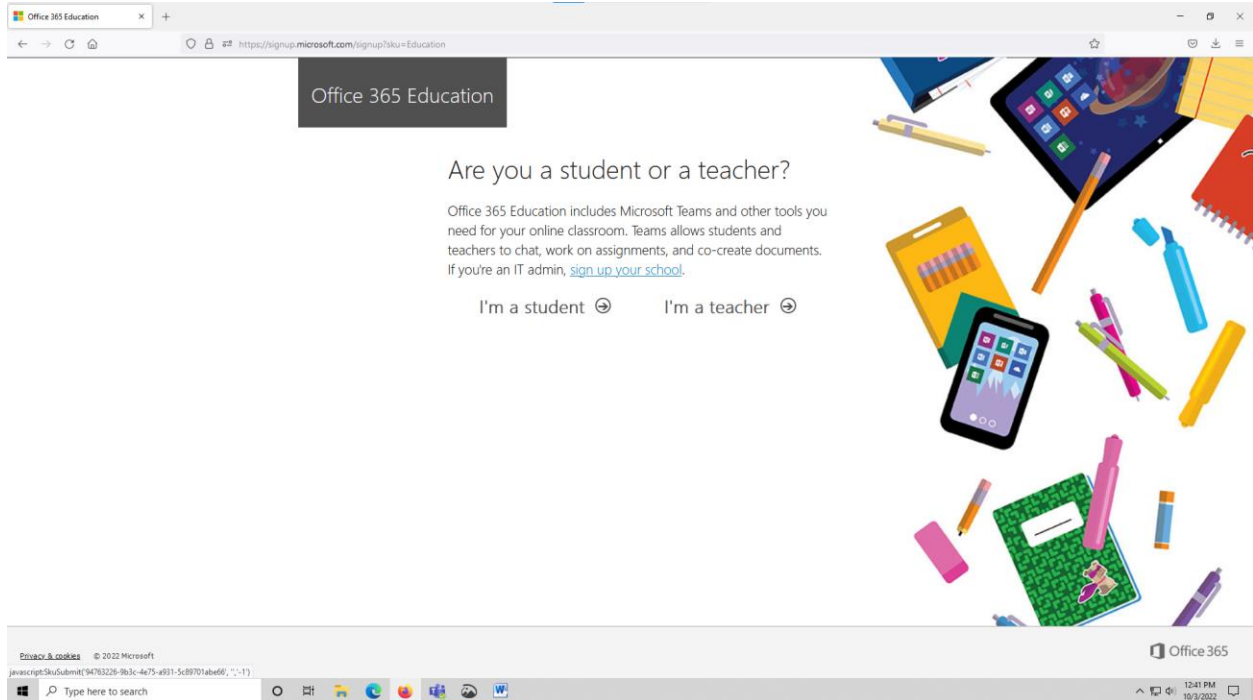 Office 365 Education
https://signup.microsoft.com/signup?sku=Education
Office 365 Education
Are you a student or a teacher?
Office 365 Education includes Microsoft Teams and other tools you
need for your online classroom. Teams allows students and
teachers to chat, work on assignments, and co-create documents.
If you're an IT admin, sign up your school.
I'm a student
I'm a teacher
Privacy & cookies © 2022 Microsoft
Office 365
javascript:SkuSubmit('94763226-9b3c-4e75-a931-5c89701abe66', '','-1')
Type here to search
12:41 PM
10/3/2022